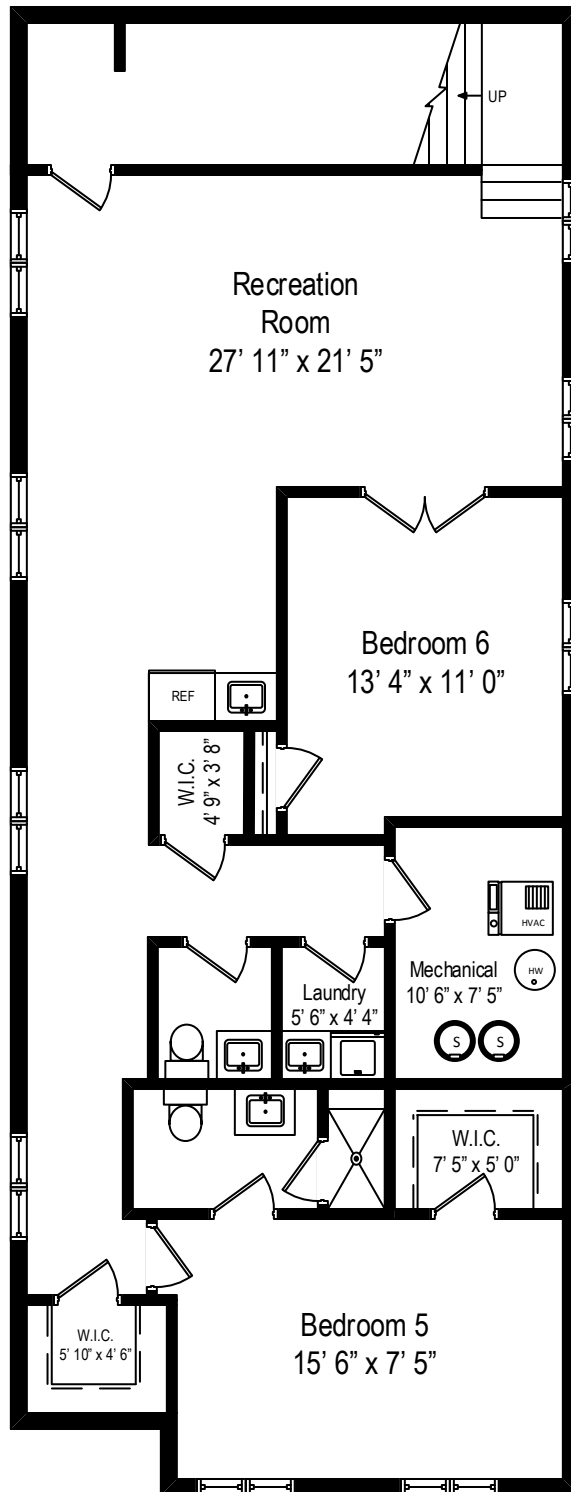 UP
Recreation
Room
27’ 11” x 21’ 5”
Bedroom 6
13’ 4” x 11’ 0”
REF
W.I.C.
4’ 9” x 3’ 8”
HVAC
Mechanical
10’ 6” x 7’ 5”
HW
Laundry
5’ 6” x 4’ 4”
S
S
W.I.C.
7’ 5” x 5’ 0”
Bedroom 5
15’ 6” x 7’ 5”
W.I.C.
5’ 10” x 4’ 6”